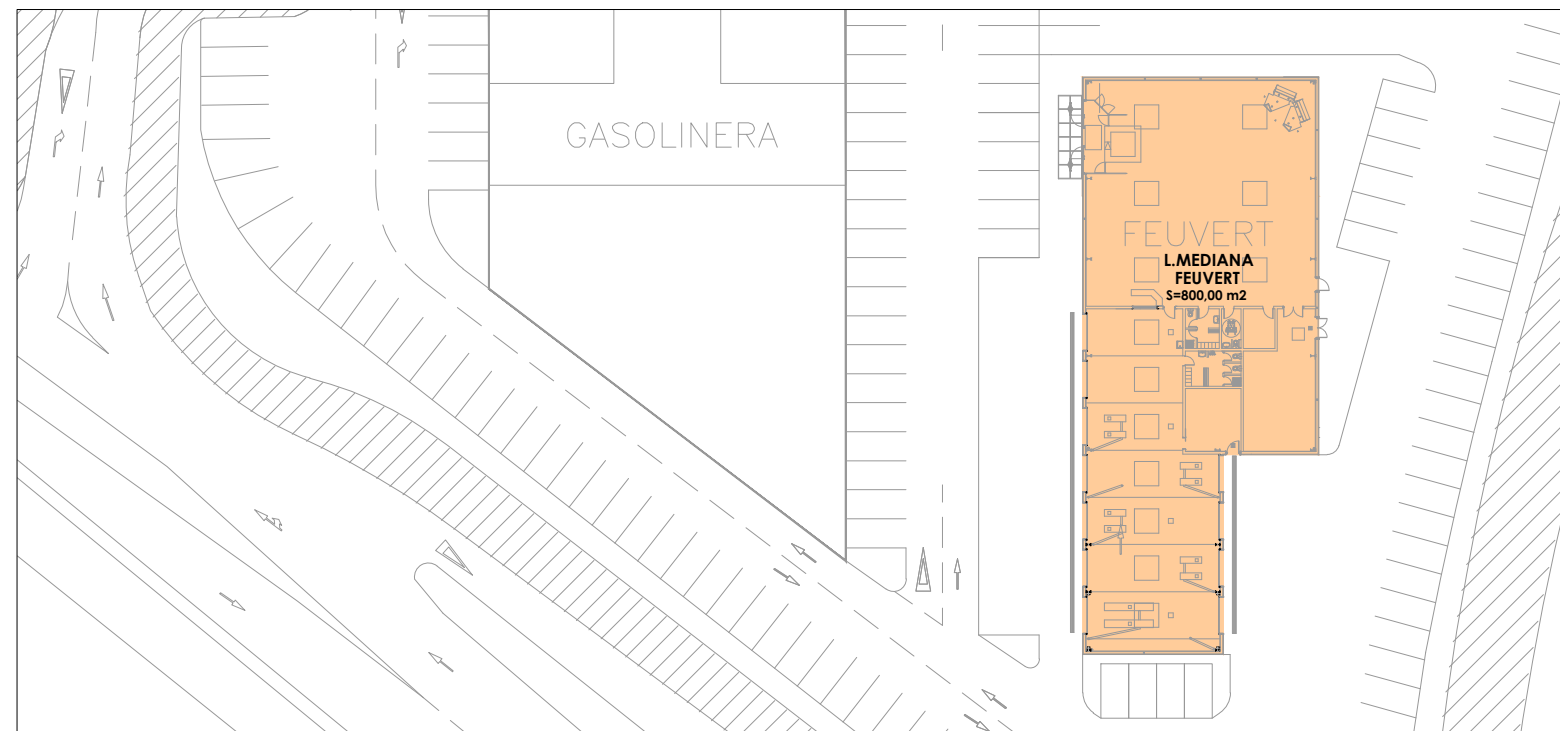 GASOLINERA
FEUVERT
L.MEDIANA
FEUVERT
S=800,00 m2